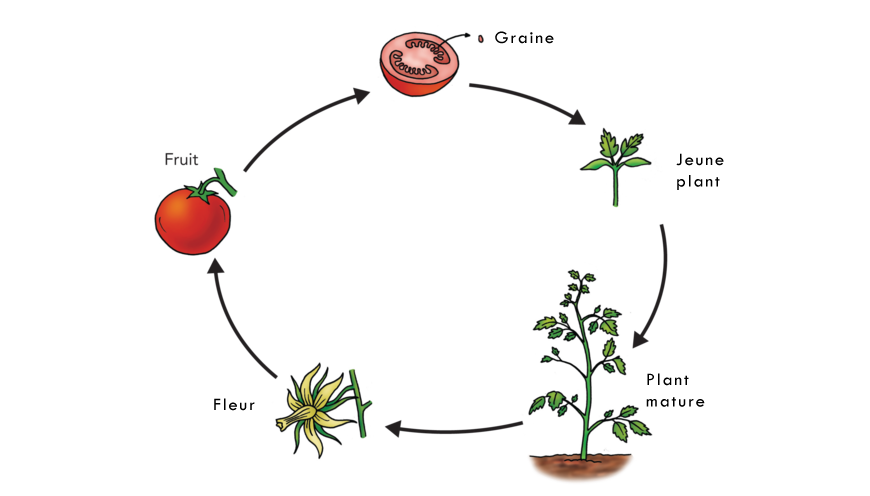 Graine
Fruit
Jeune
plant
Plant
mature
Fleur